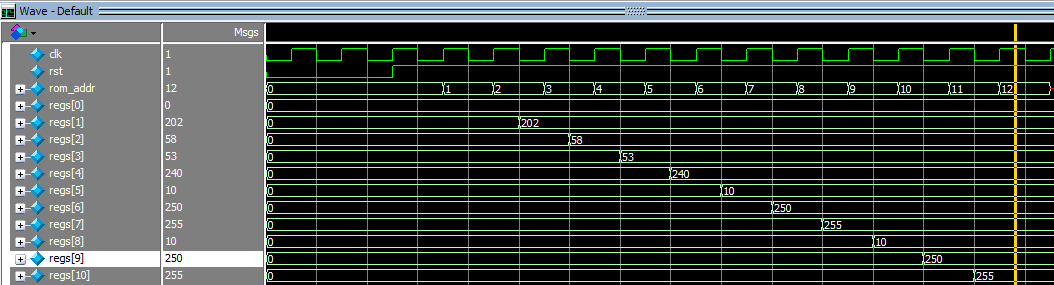 Wave - Default
Msgs
clk 1
rst 1
rom_addr 12 0 1 2 3 4 5 6 7 8 9 10 11 12
regs[0] 0 0
regs[1] 202 0 202
regs[2] 58 0 58
regs[3] 53 0 53
regs[4] 240 0 240
regs[5] 10 0 10
regs[6] 250 0 250
regs[7] 255 0 255
regs[8] 10 0 10
regs[9] 250 0 250
regs[10] 255 0 255